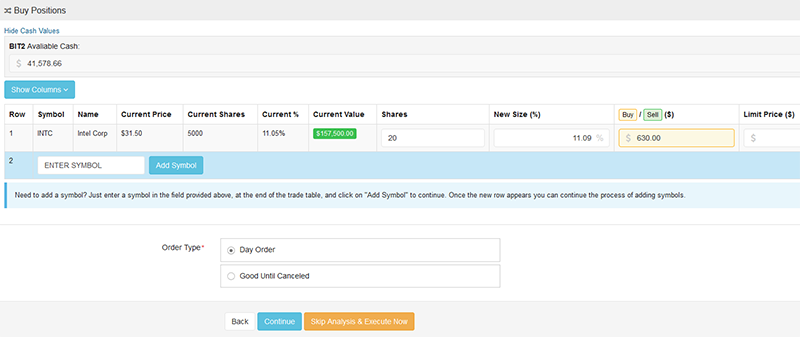 Buy Positions
Hide Cash Values
BIT2 Avaliable Cash:
$ 41,578.66
Show Columns
Row Symbol Name Current Price Current Shares Current % Current Value Shares New Size (%) Buy / Sell ($) Limit Price ($)
1 INTC Intel Corp $31.50 5000 11.05% $157,500.00 20 11.09 % $ 630.00 $
2 ENTER SYMBOL Add Symbol
Need to add a symbol? Just enter a symbol in the field provided above, at the end of the trade table, and click on "Add Symbol" to continue. Once the new row appears you can continue the process of adding symbols.
Order Type* Day Order
Good Until Canceled
Back Continue Skip Analysis & Execute Now